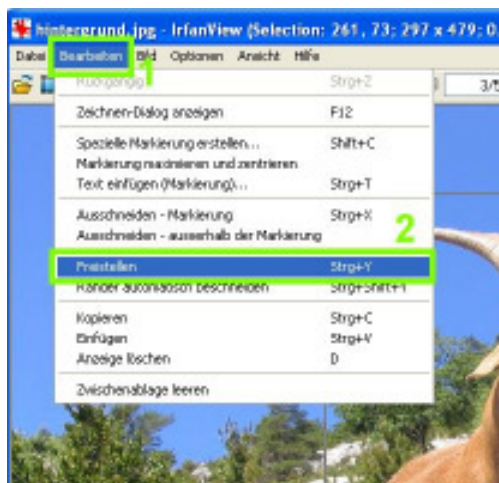 hintergrund.jpg - IrfanView (Selection: 261, 73; 297 x 479; 0.
Datei Bearbeiten Bild Optionen Ansicht Hilfe
1
Rückgängig Strg+Z
3/5
Zeichnen-Dialog anzeigen F12
Spezielle Markierung erstellen... Shift+C
Markierung maximieren und zentrieren
Text einfügen (Markierung)... Strg+T
Ausschneiden - Markierung Strg+X
Ausschneiden - ausserhalb der Markierung
2
Freistellen Strg+Y
Ränder automatisch beschneiden Strg+Shift+Y
Kopieren Strg+C
Einfügen Strg+V
Anzeige löschen D
Zwischenablage leeren